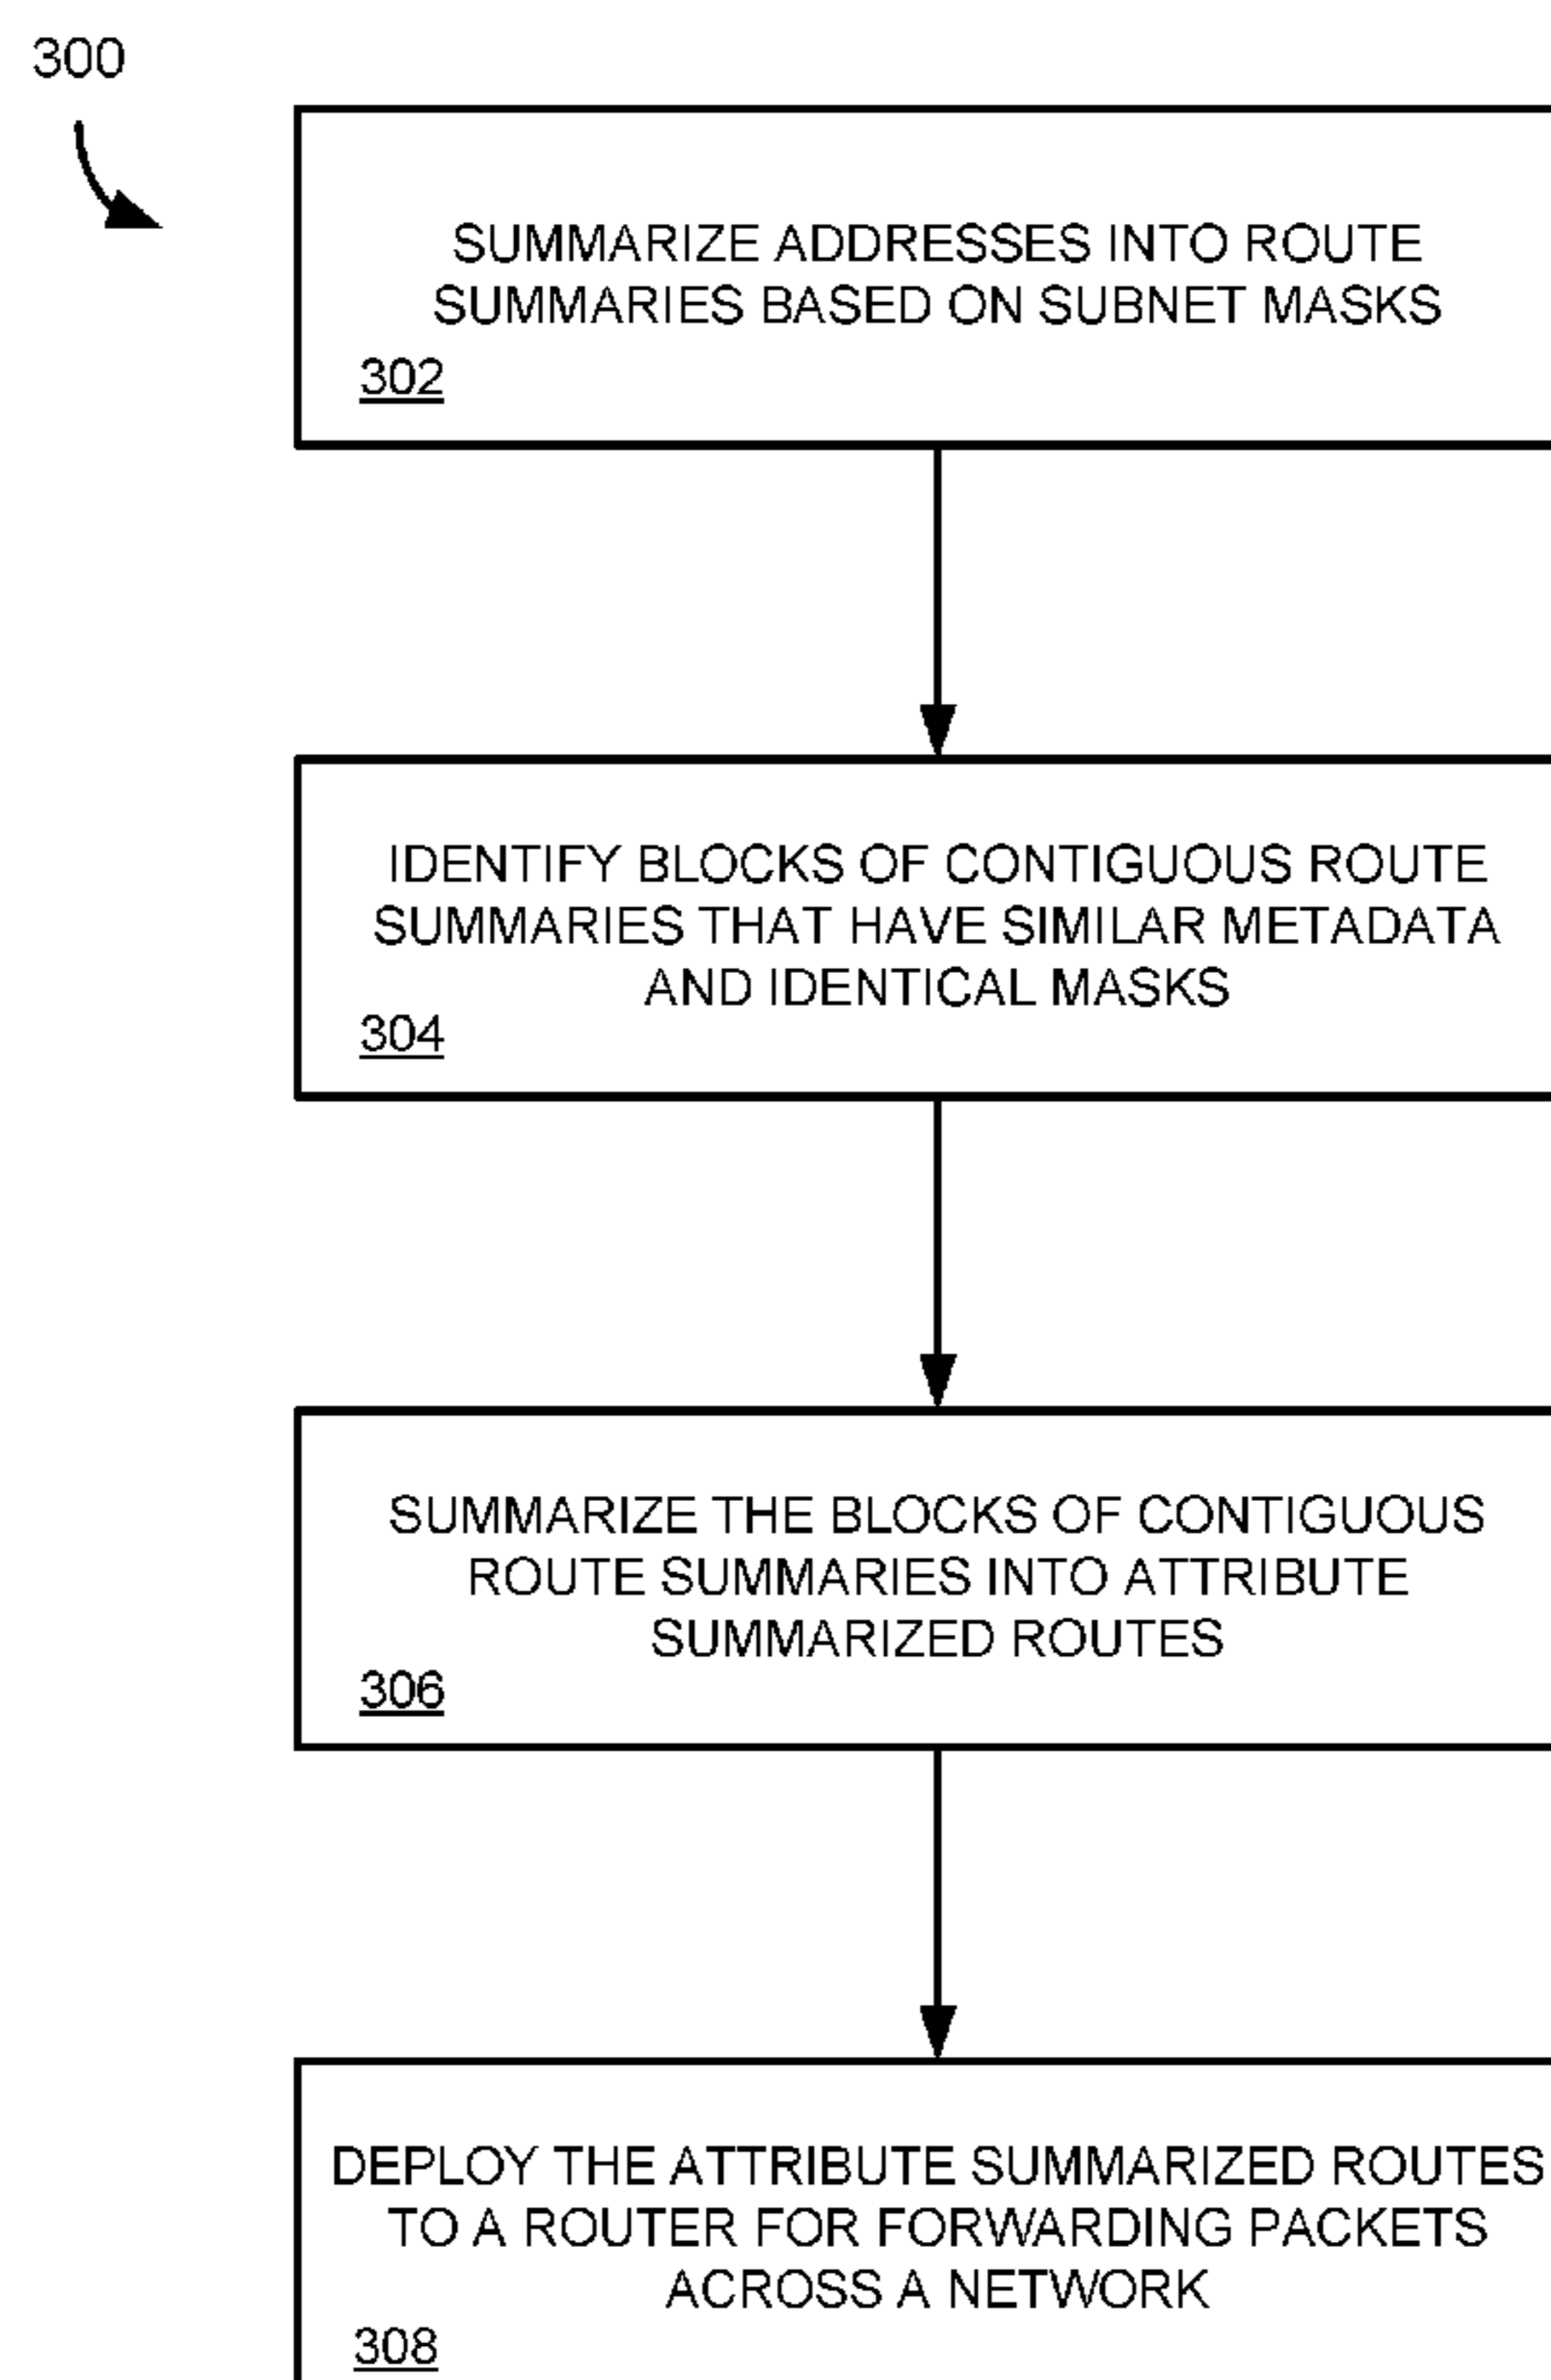 300
SUMMARIZE ADDRESSES INTO ROUTE
SUMMARIES BASED ON SUBNET MASKS
302
IDENTIFY BLOCKS OF CONTIGUOUS ROUTE
SUMMARIES THAT HAVE SIMILAR METADATA
AND IDENTICAL MASKS
304
SUMMARIZE THE BLOCKS OF CONTIGUOUS
ROUTE SUMMARIES INTO ATTRIBUTE
SUMMARIZED ROUTES
306
DEPLOY THE ATTRIBUTE SUMMARIZED ROUTES
TO A ROUTER FOR FORWARDING PACKETS
ACROSS A NETWORK
308